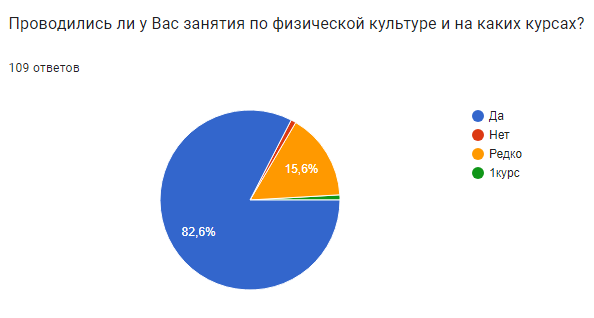 Проводились ли у Вас занятия по физической культуре и на каких курсах?
109 ответов
Да
Нет
Редко
1курс
15,6%
82,6%